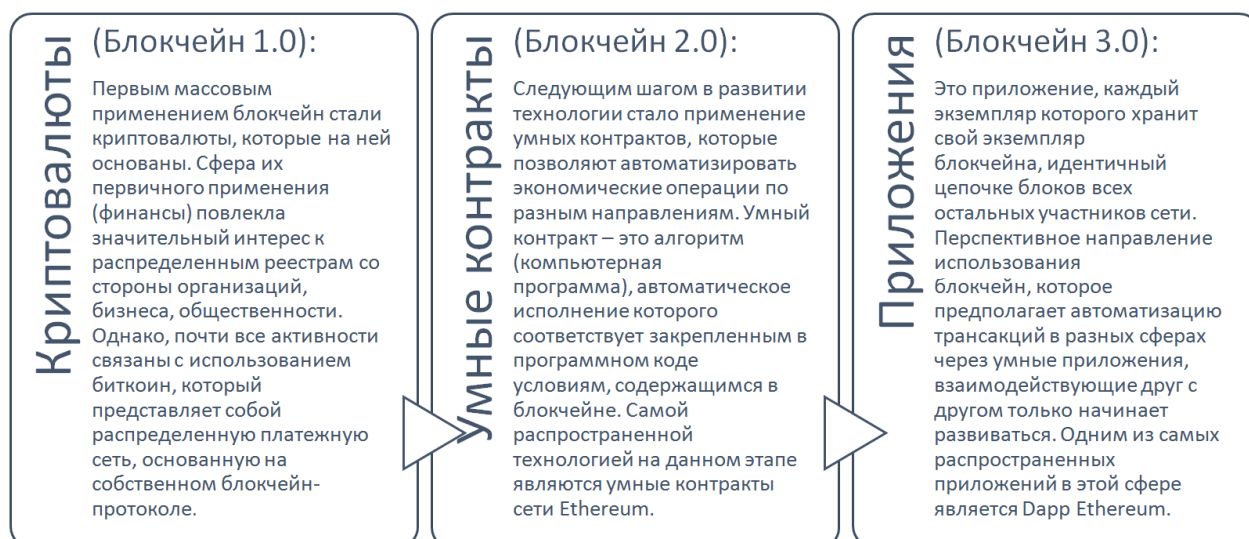 Криптовалюты
(Блокчейн 1.0):
Первым массовым
применением блокчейн стали
криптовалюты, которые на ней
основаны. Сфера их
первичного применения
(финансы) повлекла
значительный интерес к
распределенным реестрам со
стороны организаций,
бизнеса, общественности.
Однако, почти все активности
связаны с использованием
биткоин, который
представляет собой
распределенную платежную
сеть, основанную на
собственном блокчейн-
протоколе.
Умные контракты
(Блокчейн 2.0):
Следующим шагом в развитии
технологии стало применение
умных контрактов, которые
позволяют автоматизировать
экономические операции по
разным направлениям. Умный
контракт – это алгоритм
(компьютерная
программа), автоматическое
исполнение которого
соответствует закрепленным в
программном коде
условиям, содержащимся в
блокчейне. Самой
распространенной
технологией на данном этапе
являются умные контракты
сети Ethereum.
Приложения
(Блокчейн 3.0):
Это приложение, каждый
экземпляр которого хранит
свой экземпляр
блокчейна, идентичный
цепочке блоков всех
остальных участников сети.
Перспективное направление
использования
блокчейн, которое
предполагает автоматизацию
трансакций в разных сферах
через умные приложения,
взаимодействующие друг с
другом только начинает
развиваться. Одним из самых
распространенных
приложений в этой сфере
является Dapp Ethereum.